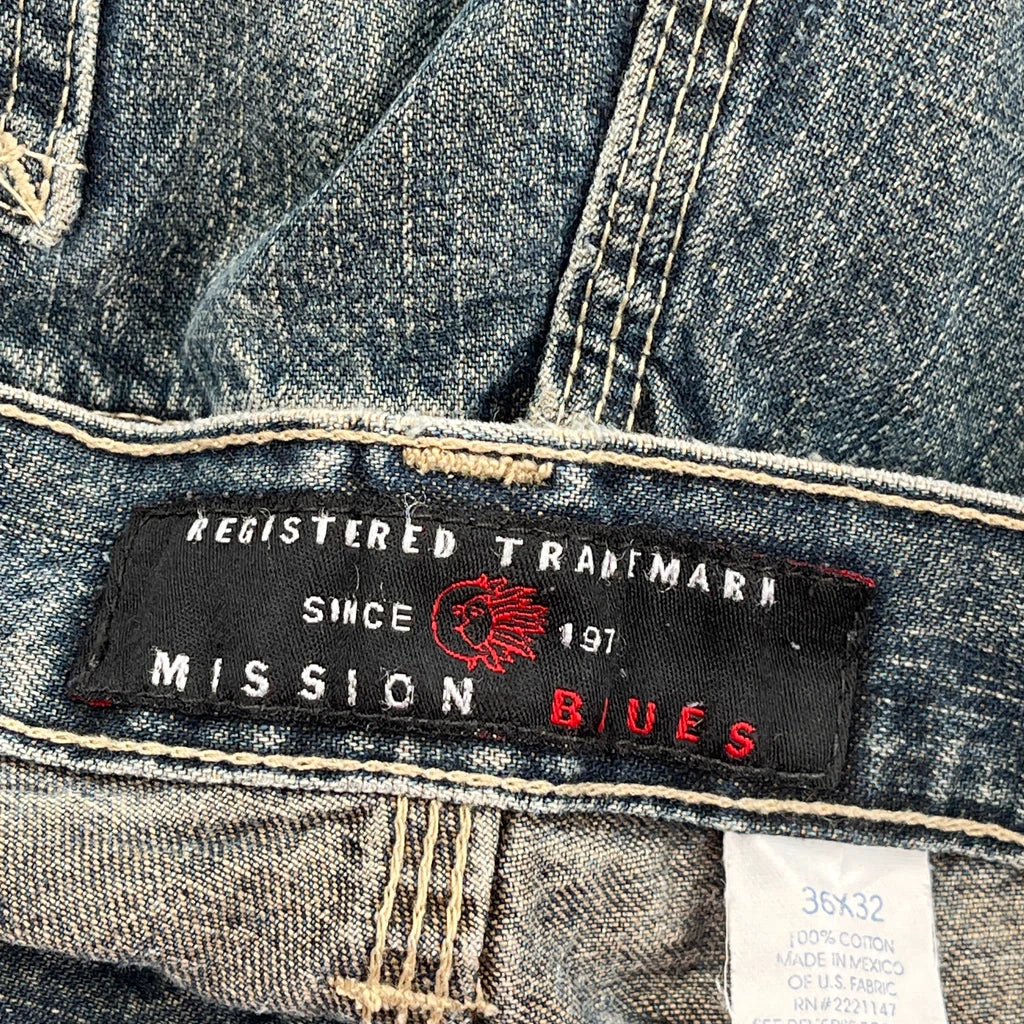 REGISTERED TRADEMARK
SINCE 197
MISSION BLUES
36X32
100% COTTON
MADE IN MEXICO
OF U.S. FABRIC
RN#2221147